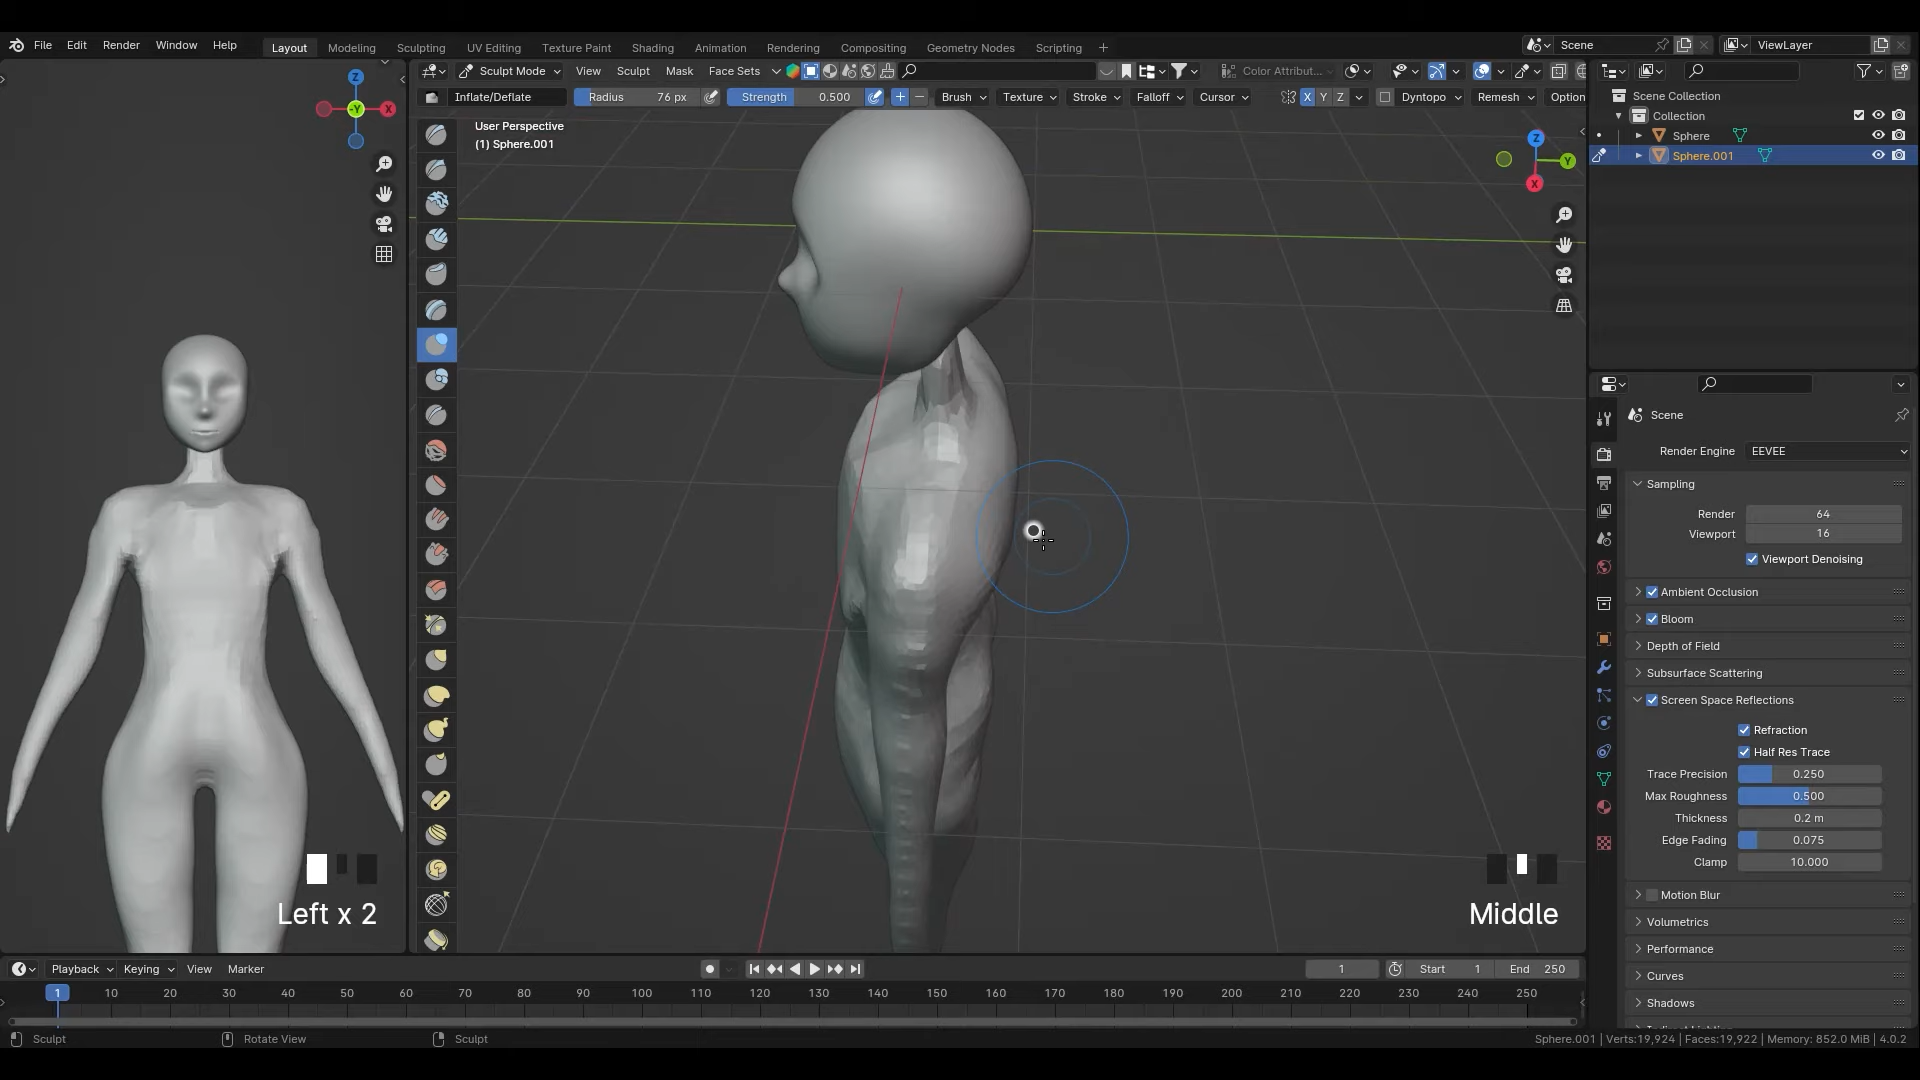 File Edit Render Window Help Layout Modeling Sculpting UV Editing Texture Paint Shading Animation Rendering Compositing Geometry Nodes Scripting + Scene ViewLayer
Sculpt Mode View Sculpt Mask Face Sets Color Attribut...
Inflate/Deflate Radius 76 px Strength 0.500 Brush Texture Stroke Falloff Cursor X Y Z Dyntopo Remesh Option
Scene Collection
Collection
Sphere
Sphere.001
Z
-Y
X
User Perspective
(1) Sphere.001
Z
Y
X
Left x 2
Middle
Scene
Render Engine EEVEE
Sampling
Render 64
Viewport 16
Viewport Denoising
Ambient Occlusion
Bloom
Depth of Field
Subsurface Scattering
Screen Space Reflections
Refraction
Half Res Trace
Trace Precision 0.250
Max Roughness 0.500
Thickness 0.2 m
Edge Fading 0.075
Clamp 10.000
Motion Blur
Volumetrics
Performance
Curves
Shadows
Playback Keying View Marker 1 Start 1 End 250
1 10 20 30 40 50 60 70 80 90 100 110 120 130 140 150 160 170 180 190 200 210 220 230 240 250
Sculpt Rotate View Sculpt Sphere.001 | Verts:19,924 | Faces:19,922 | Memory: 852.0 MiB | 4.0.2